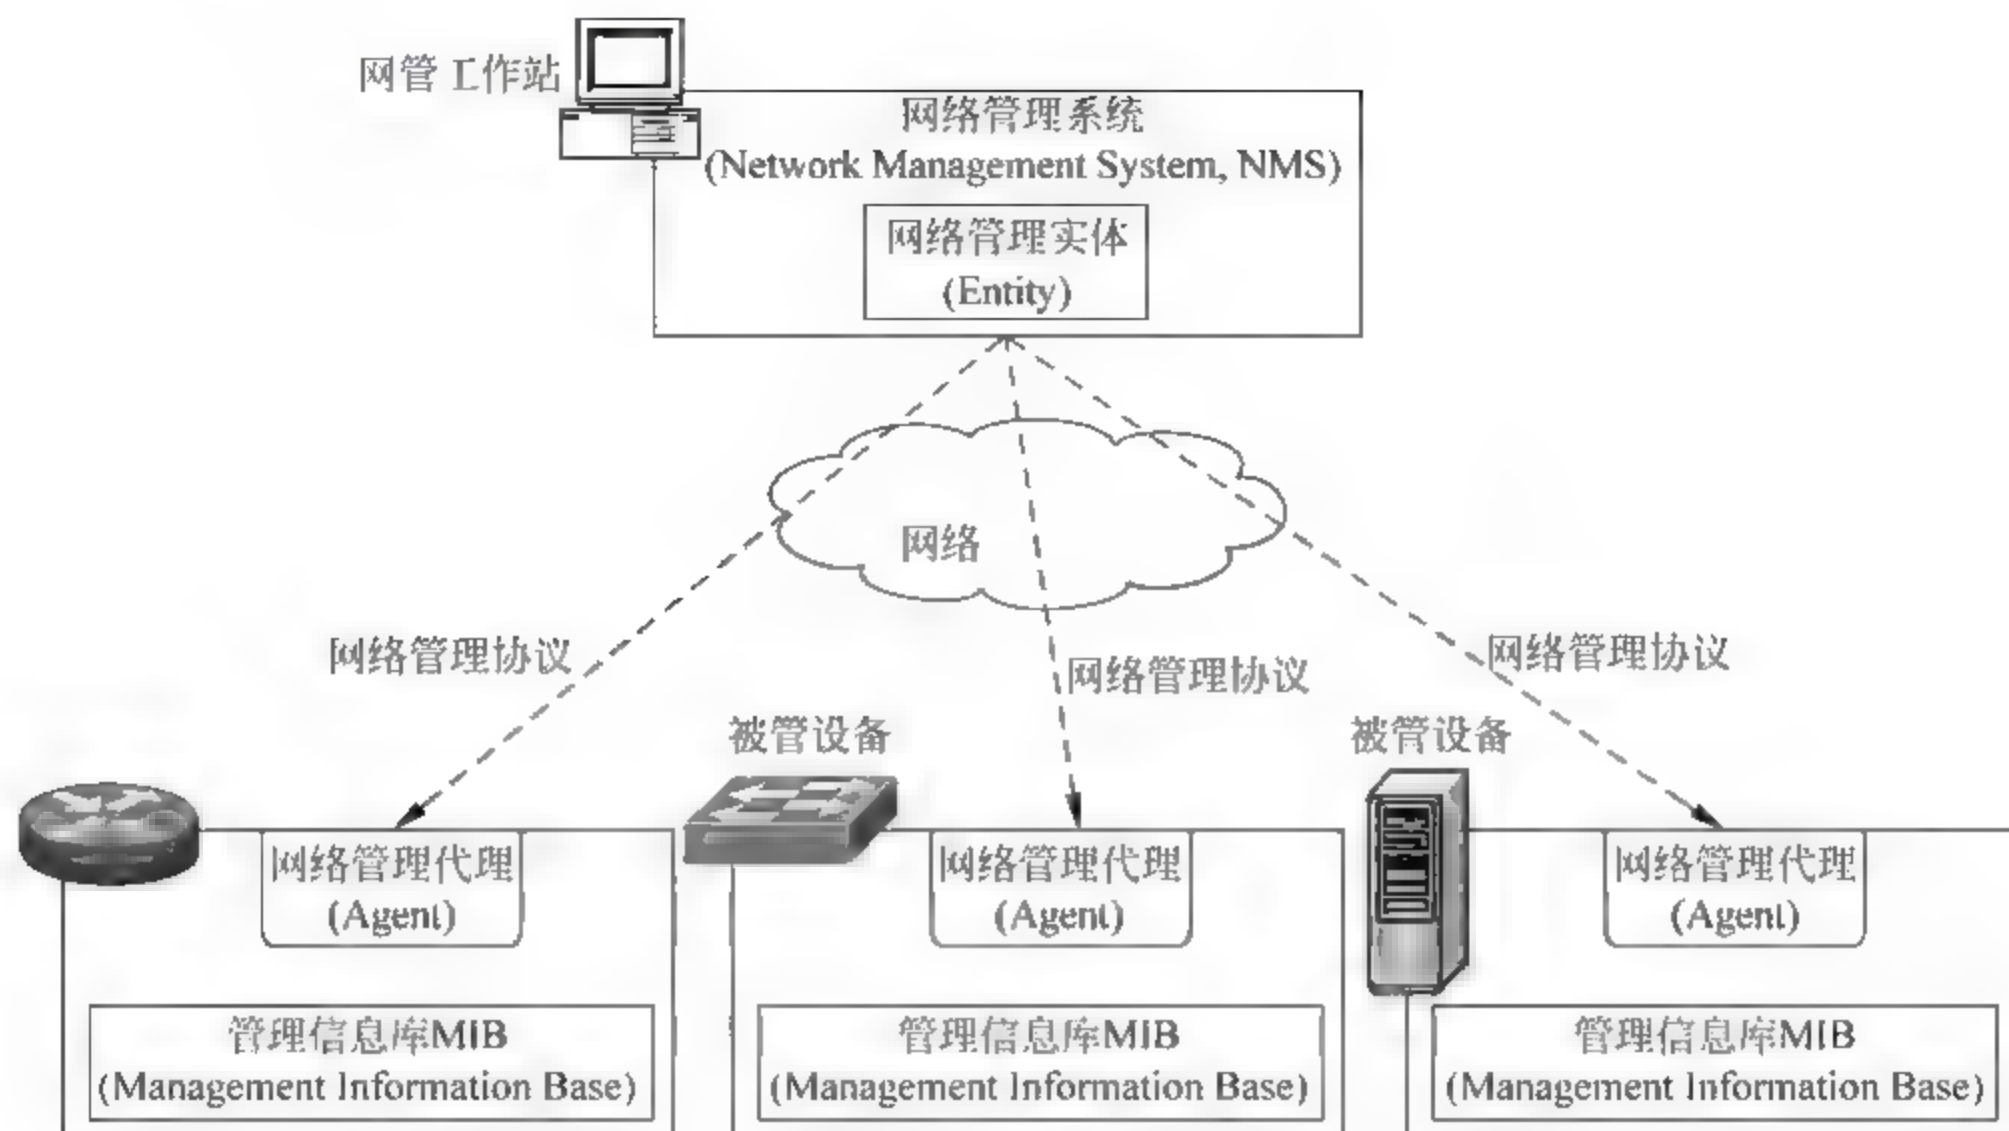 网管工作站
网络管理系统
(Network Management System, NMS)
网络管理实体
(Entity)
网络
网络管理协议
网络管理协议
网络管理协议
被管设备
被管设备
网络管理代理
(Agent)
网络管理代理
(Agent)
网络管理代理
(Agent)
管理信息库MIB
(Management Information Base)
管理信息库MIB
(Management Information Base)
管理信息库MIB
(Management Information Base)